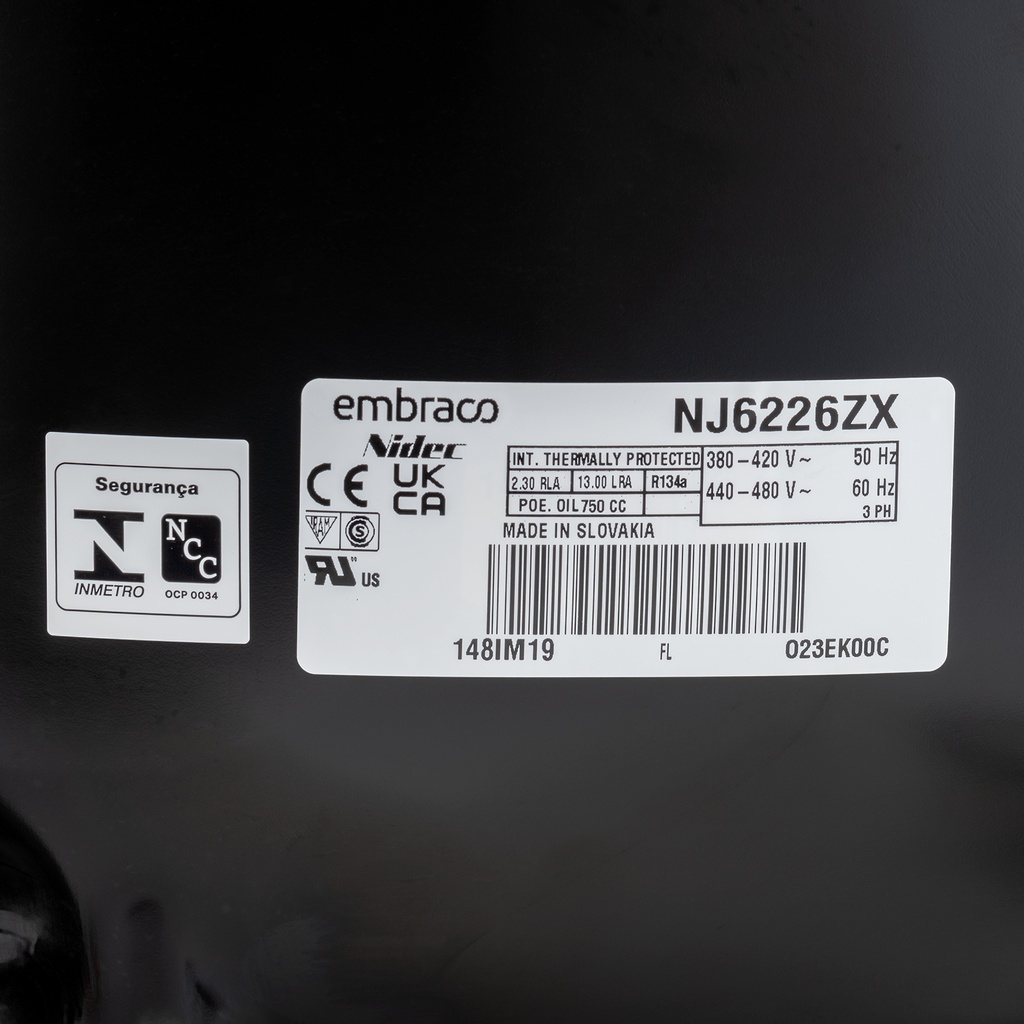 Segurança
INMETRO
NCC
OCP 0034
embraco
Nidec
NJ6226ZX
CE
UK
CA
INT. THERMALLY PROTECTED
2.30 RLA 13.00 LRA R134a
POE. OIL 750 CC
380-420 V~ 50 Hz
440-480 V~ 60 Hz
3 PH
MADE IN SLOVAKIA
S
US
148IM19 FL 023EK00C